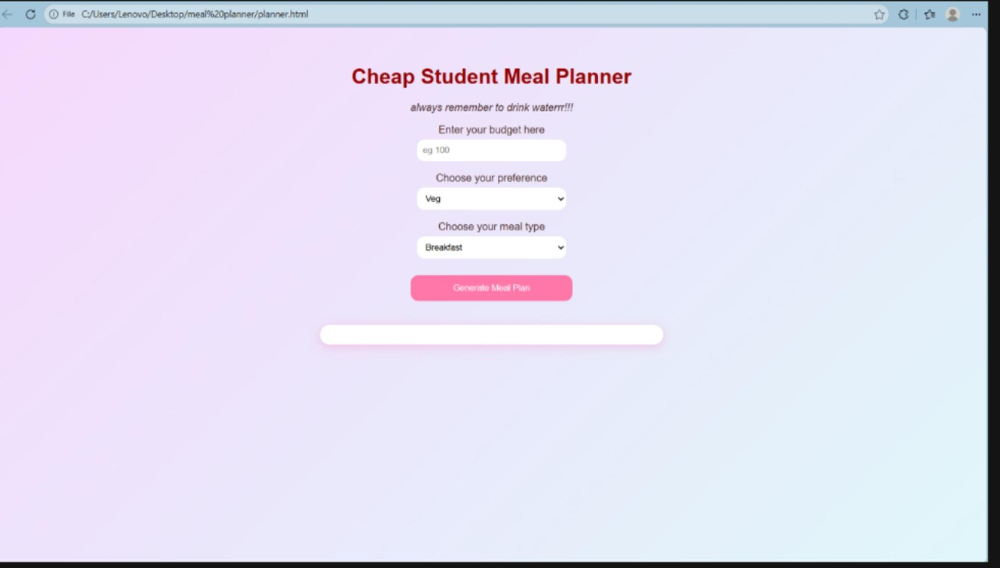 File C:/Users/Lenovo/Desktop/meal%20planner/planner.html
Cheap Student Meal Planner
always remember to drink waterrr!!!
Enter your budget here
eg 100
Choose your preference
Veg
Choose your meal type
Breakfast
Generate Meal Plan